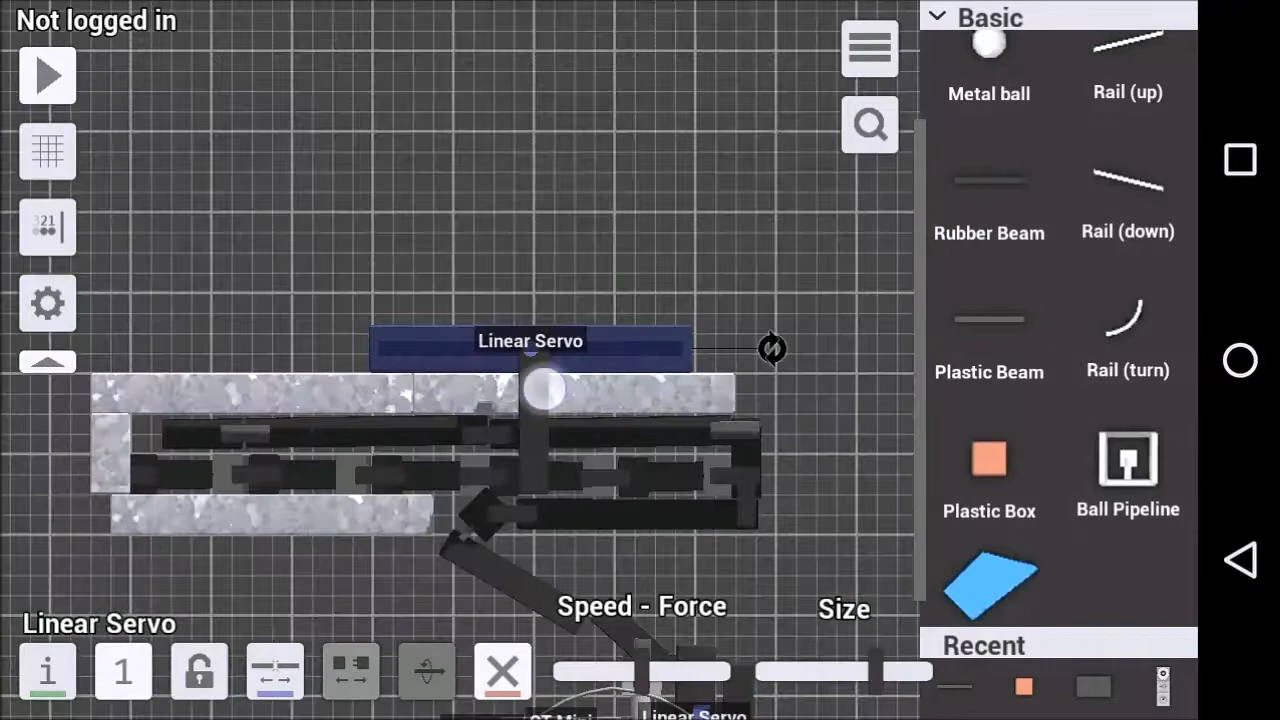 Not logged in
Basic
Metal ball
Rail (up)
Rubber Beam
Rail (down)
321
Linear Servo
Plastic Beam
Rail (turn)
Plastic Box
Ball Pipeline
Speed - Force
Size
Linear Servo
Recent
i
1
Linear Servo